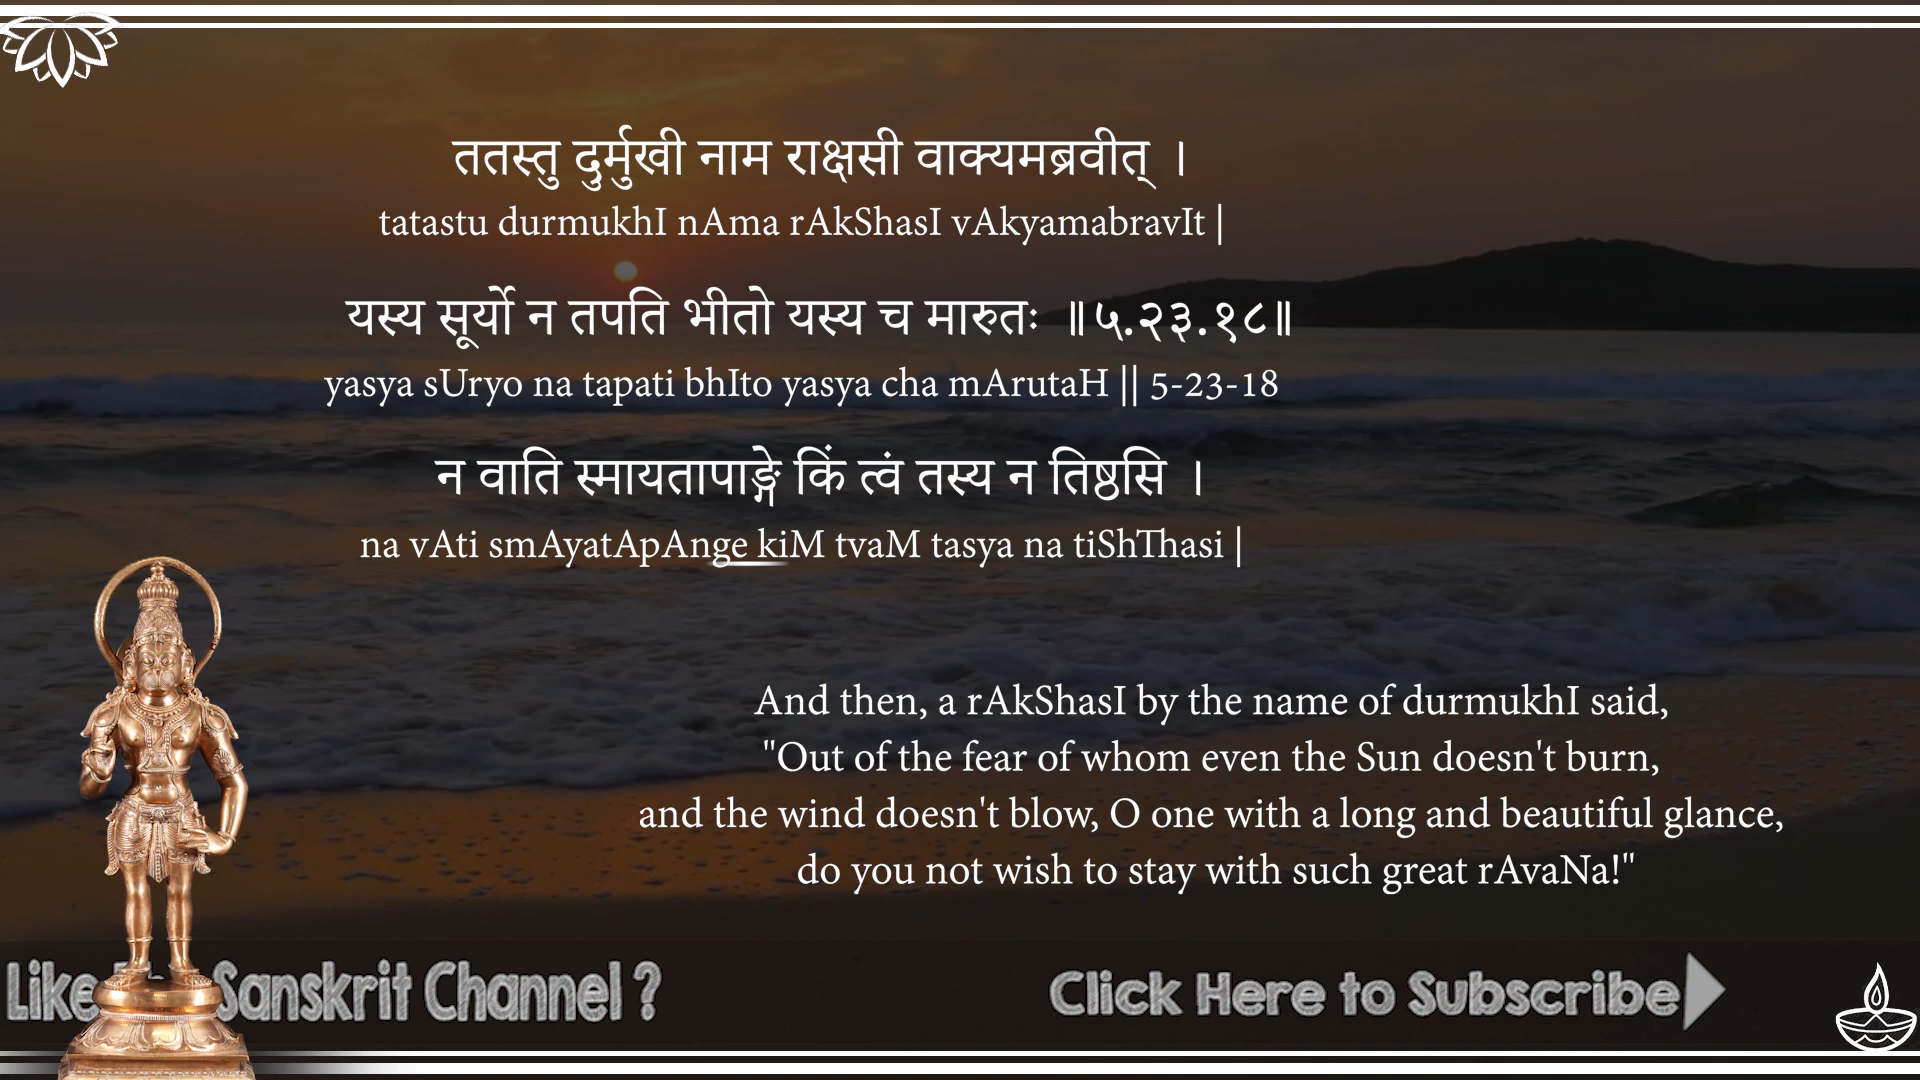 ततस्तु दुर्मुखी नाम राक्षसी वाक्यमब्रवीत् ।
tatastu durmukhI nAma rAkShasI vAkyamabravIt |
यस्य सूर्यो न तपति भीतो यस्य च मारुतः ॥५.२३.१८॥
yasya sUryo na tapati bhIto yasya cha mArutaH || 5-23-18
न वाति स्मायतापाङ्गे किं त्वं तस्य न तिष्ठसि ।
na vAti smAyatApAnge kiM tvaM tasya na tiShThasi |
And then, a rAkShasI by the name of durmukhI said,
"Out of the fear of whom even the Sun doesn't burn,
and the wind doesn't blow, O one with a long and beautiful glance,
do you not wish to stay with such great rAvaNa!"
Like Sanskrit Channel ?
Click Here to Subscribe